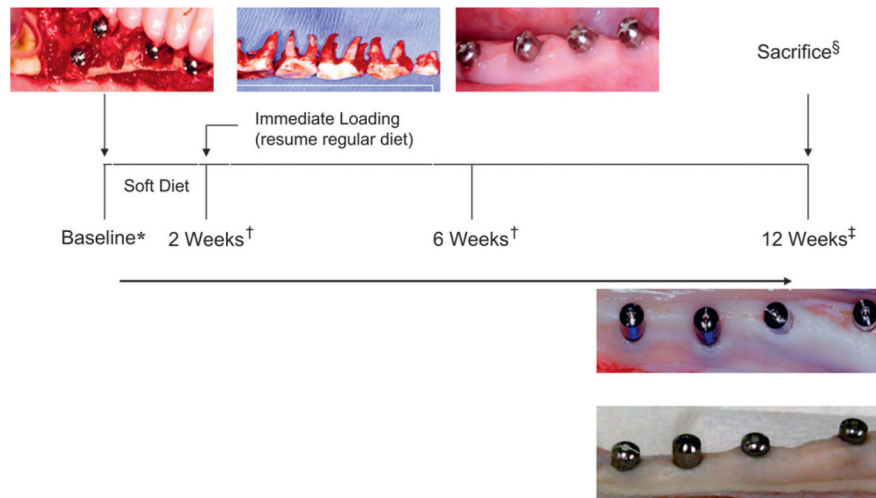 Sacrifice§
Immediate Loading
(resume regular diet)
Soft Diet
Baseline*
2 Weeks†
6 Weeks†
12 Weeks‡